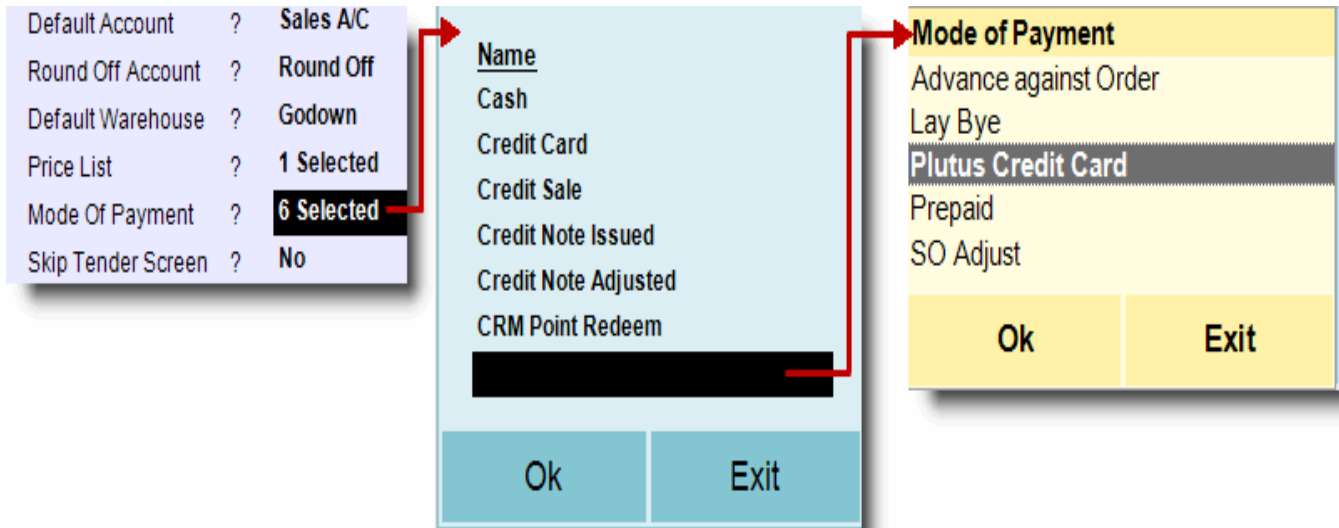 Default Account ? Sales A/C
Round Off Account ? Round Off
Default Warehouse ? Godown
Price List ? 1 Selected
Mode Of Payment ? 6 Selected
Skip Tender Screen ? No
Name
Cash
Credit Card
Credit Sale
Credit Note Issued
Credit Note Adjusted
CRM Point Redeem
Ok Exit
Mode of Payment
Advance against Order
Lay Bye
Plutus Credit Card
Prepaid
SO Adjust
Ok Exit